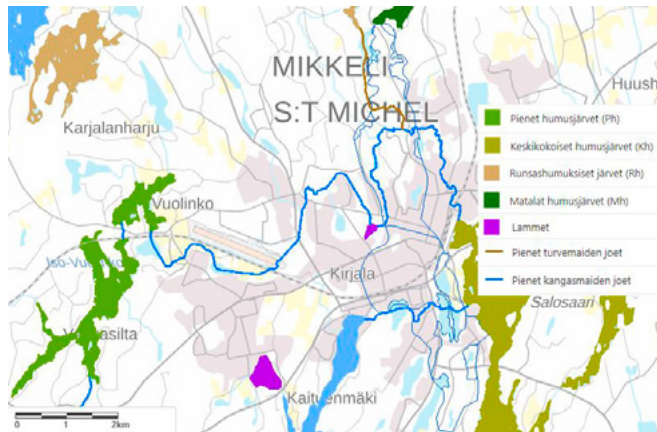 MIKKELI
S:T MICHEL
Huush
Karjalanharju
Vuolinko
Kirjala
Salosaari
Kaituenmäki
Pienet humusjärvet (Ph)
Keskikokoiset humusjärvet (Kh)
Runsashumuksiset järvet (Rh)
Matalat humusjärvet (Mh)
Lammet
Pienet turvemaiden joet
Pienet kangasmaiden joet
0 1 2km